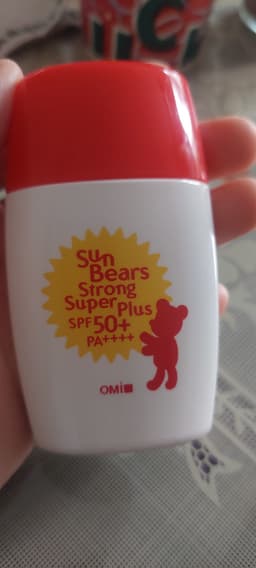 Sun
Bears
Strong
Super Plus
SPF50+
PA++++
OMi